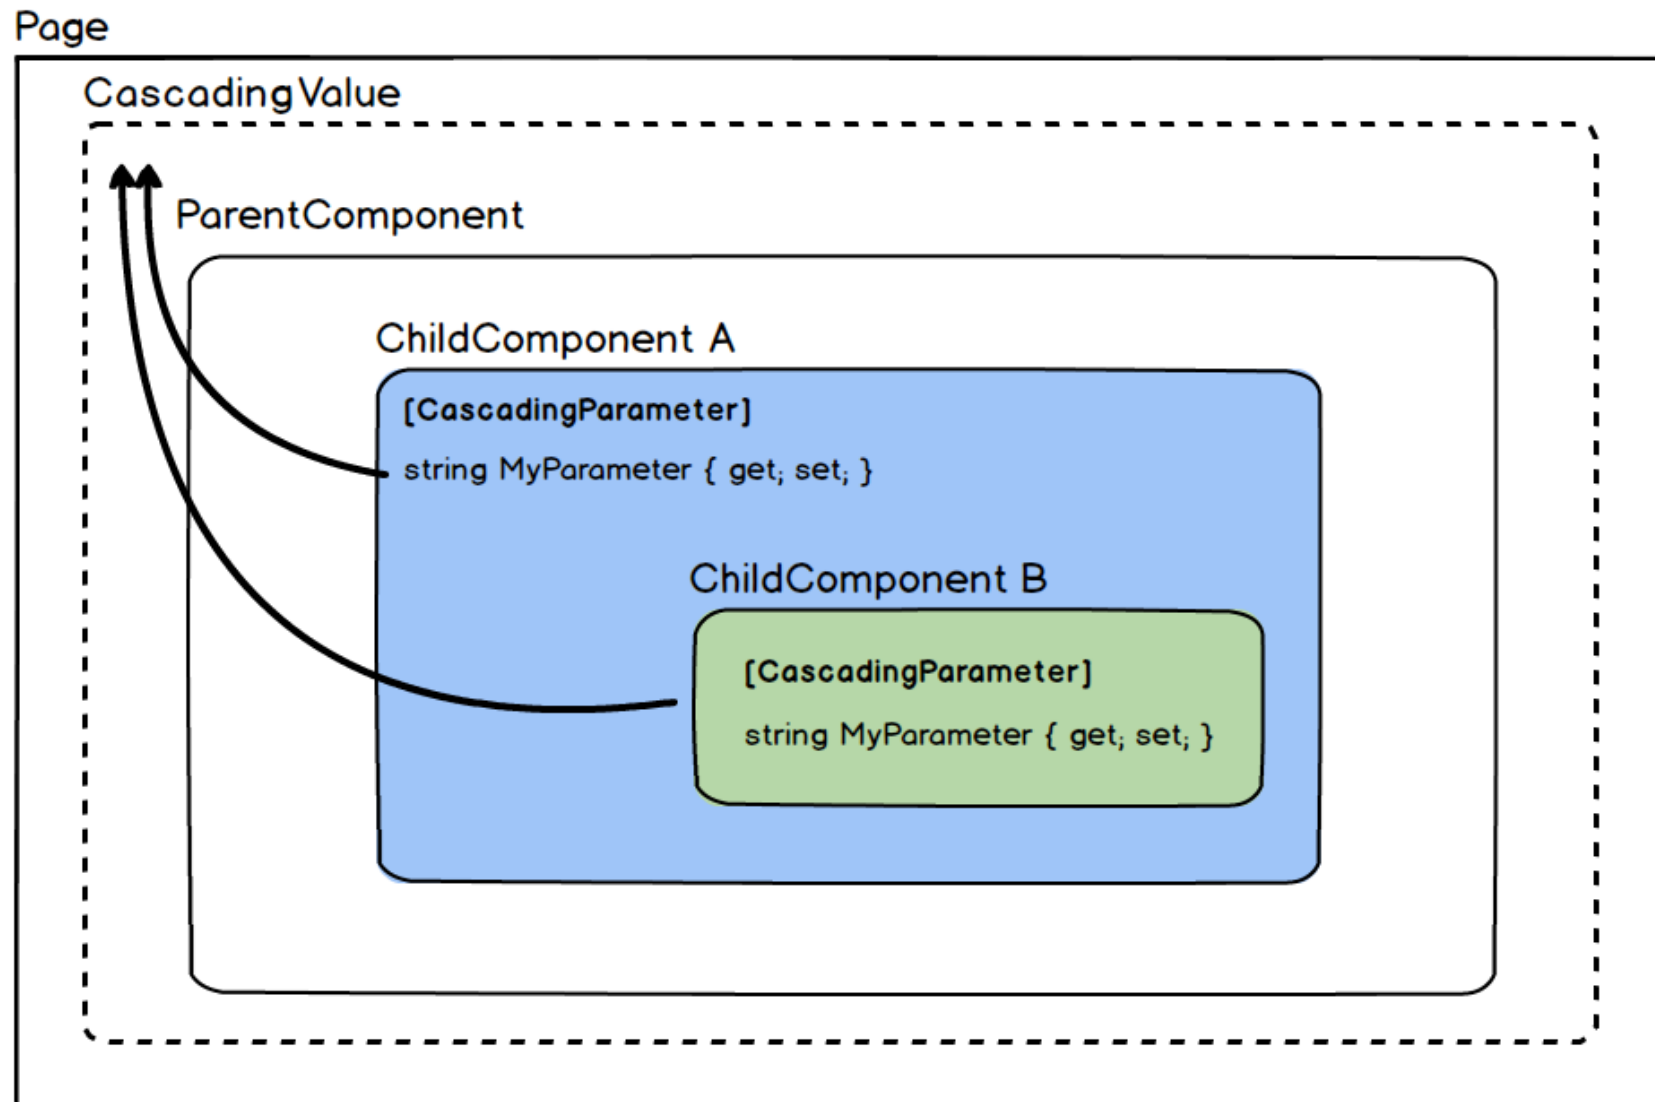 Page
CascadingValue
ParentComponent
ChildComponent A
[CascadingParameter]
string MyParameter { get; set; }
ChildComponent B
[CascadingParameter]
string MyParameter { get; set; }